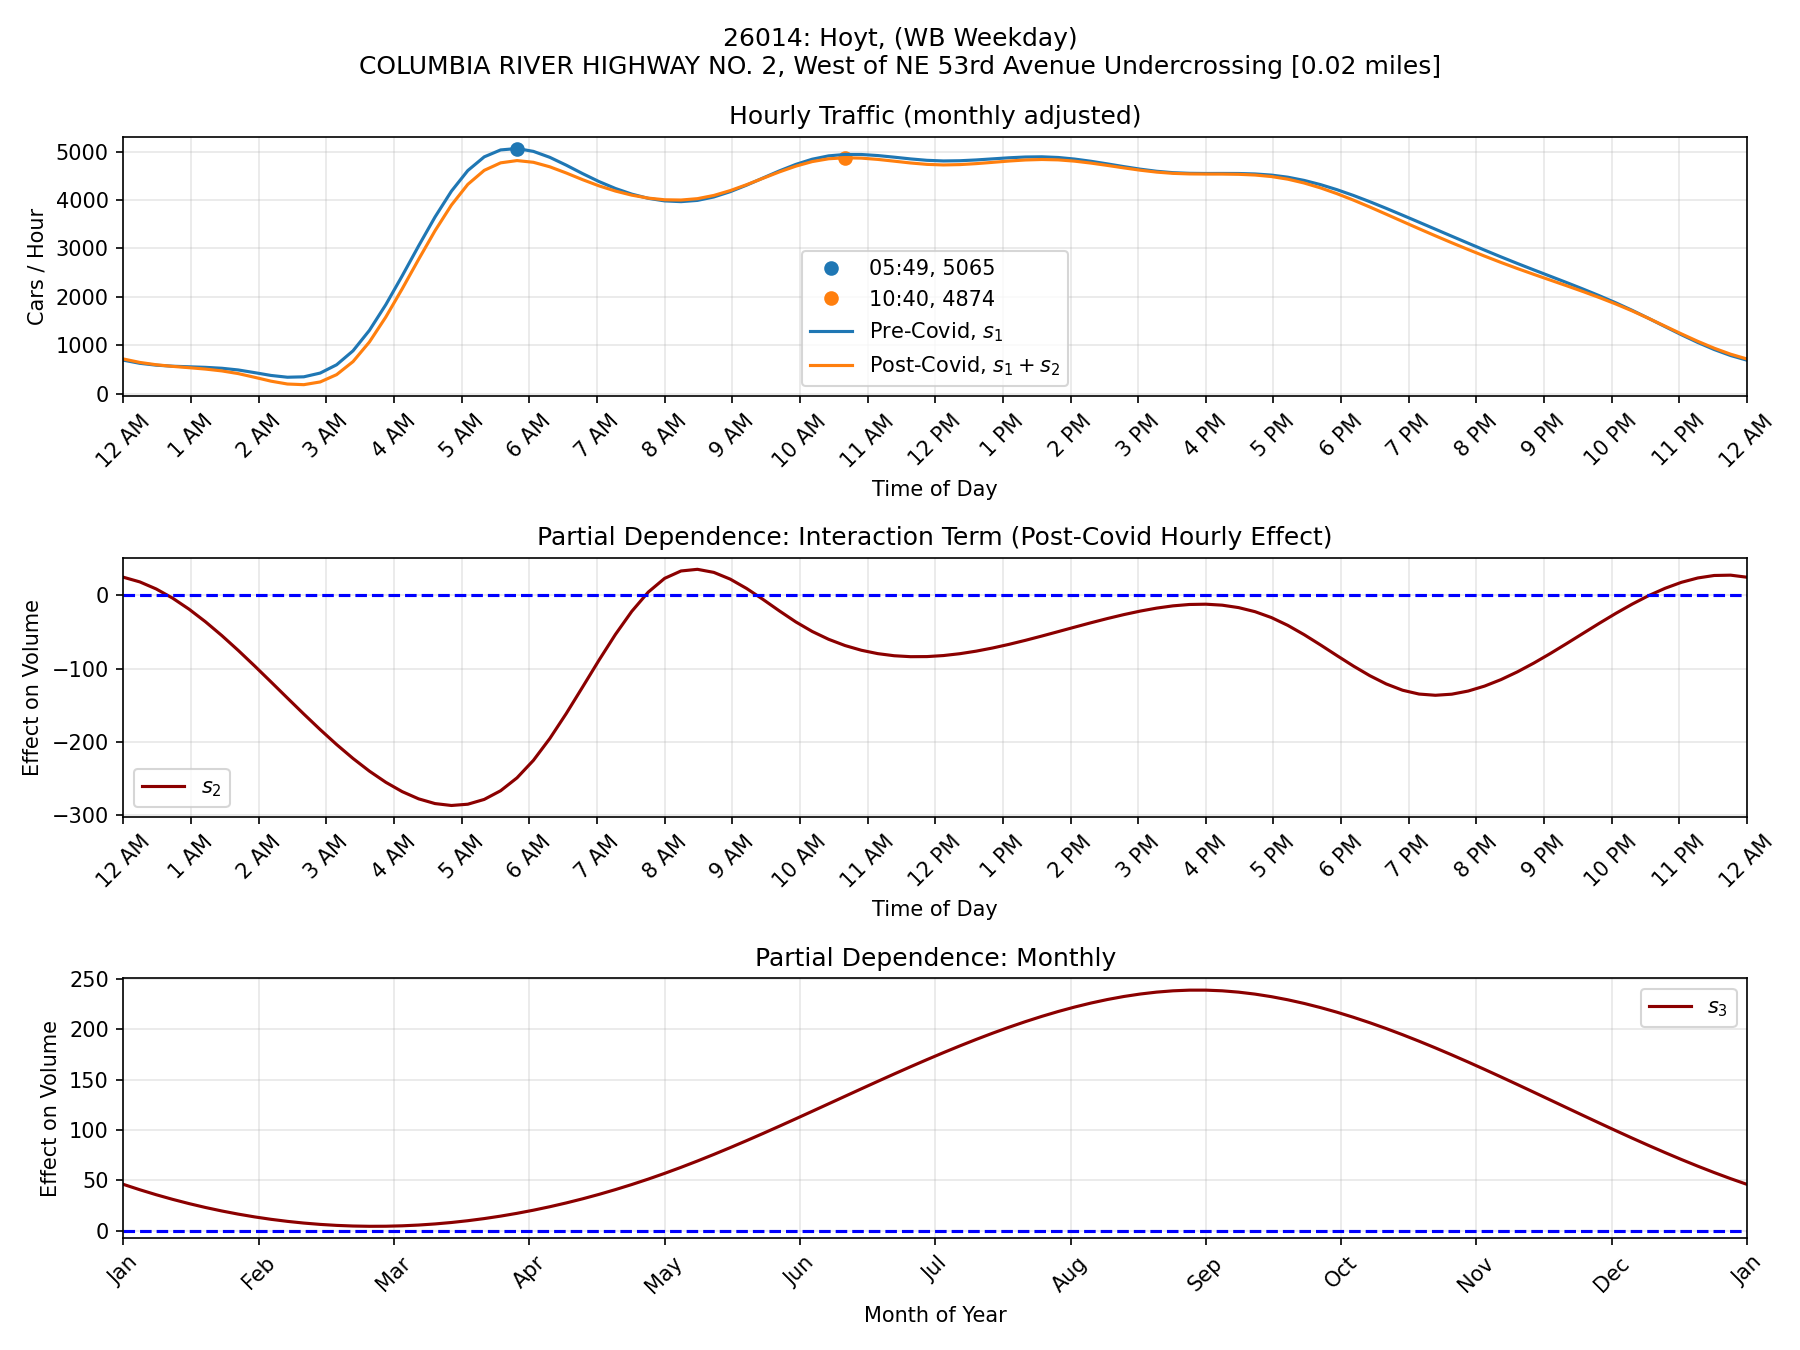 26014: Hoyt, (WB Weekday)
COLUMBIA RIVER HIGHWAY NO. 2, West of NE 53rd Avenue Undercrossing [0.02 miles]
Hourly Traffic (monthly adjusted)
Cars / Hour
5000
4000
3000
2000
1000
0
05:49, 5065
10:40, 4874
Pre-Covid, s1
Post-Covid, s1 + s2
12 AM 1 AM 2 AM 3 AM 4 AM 5 AM 6 AM 7 AM 8 AM 9 AM 10 AM 11 AM 12 PM 1 PM 2 PM 3 PM 4 PM 5 PM 6 PM 7 PM 8 PM 9 PM 10 PM 11 PM 12 AM
Time of Day
Partial Dependence: Interaction Term (Post-Covid Hourly Effect)
Effect on Volume
0
−100
−200
−300
s2
12 AM 1 AM 2 AM 3 AM 4 AM 5 AM 6 AM 7 AM 8 AM 9 AM 10 AM 11 AM 12 PM 1 PM 2 PM 3 PM 4 PM 5 PM 6 PM 7 PM 8 PM 9 PM 10 PM 11 PM 12 AM
Time of Day
Partial Dependence: Monthly
Effect on Volume
250
200
150
100
50
0
s3
Jan Feb Mar Apr May Jun Jul Aug Sep Oct Nov Dec Jan
Month of Year